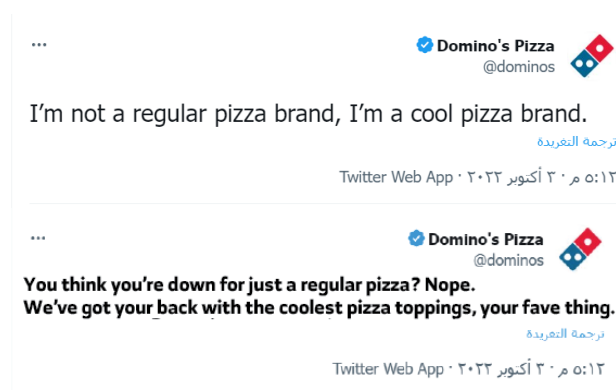 Domino's Pizza
@dominos
I'm not a regular pizza brand, I'm a cool pizza brand.
ترجمة التغريدة
٥:١٢ م · ٣ أكتوبر ٢٠٢٢ · Twitter Web App
Domino's Pizza
@dominos
You think you're down for just a regular pizza? Nope.
We've got your back with the coolest pizza toppings, your fave thing.
ترجمة التغريدة
٥:١٢ م · ٣ أكتوبر ٢٠٢٢ · Twitter Web App